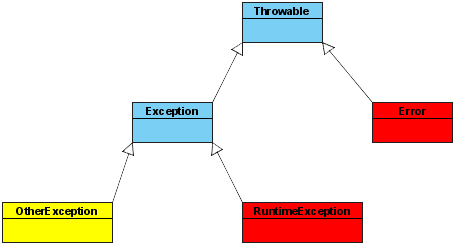 Throwable
Exception
Error
OtherException
RuntimeException